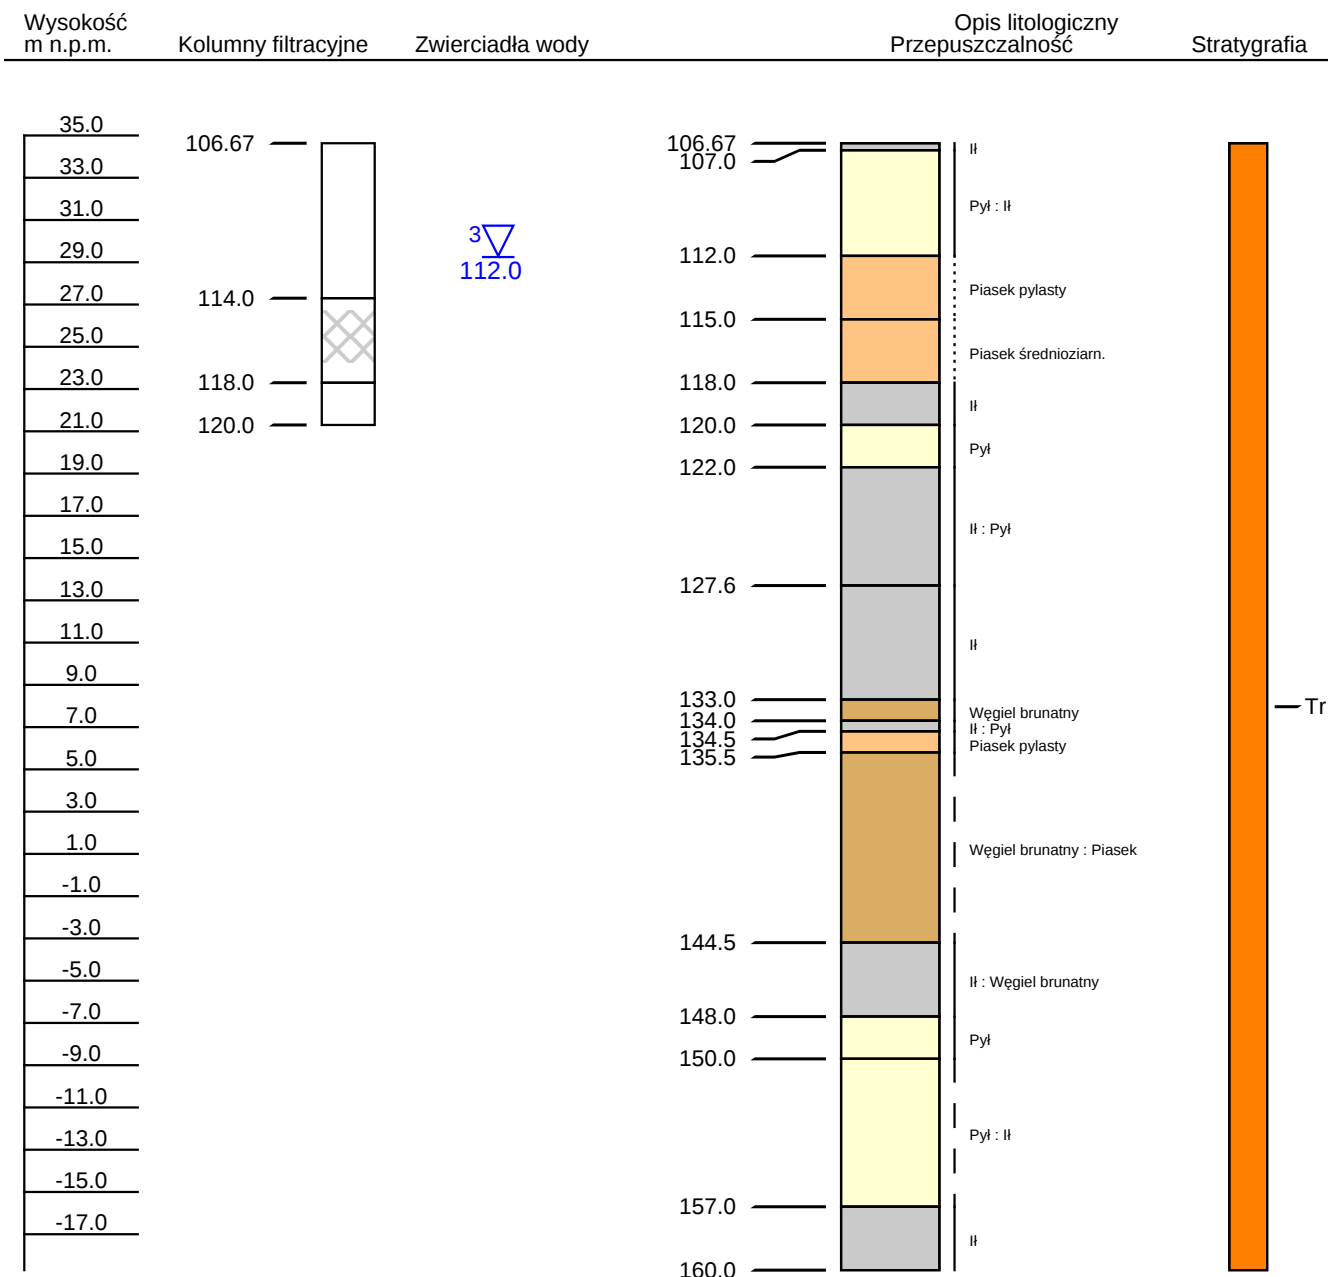 Wysokość
m n.p.m.
Kolumny filtracyjne
Zwierciadła wody
Opis litologiczny
Przepuszczalność
Stratygrafia
35.0
33.0
31.0
29.0
27.0
25.0
23.0
21.0
19.0
17.0
15.0
13.0
11.0
9.0
7.0
5.0
3.0
1.0
-1.0
-3.0
-5.0
-7.0
-9.0
-11.0
-13.0
-15.0
-17.0
106.67
114.0
118.0
120.0
3
112.0
106.67
107.0
112.0
115.0
118.0
120.0
122.0
127.6
133.0
134.0
134.5
135.5
144.5
148.0
150.0
157.0
160.0
Ił
Pył : Ił
Piasek pylasty
Piasek średnioziarn.
Ił
Pył
Ił : Pył
Ił
Węgiel brunatny
Ił : Pył
Piasek pylasty
Węgiel brunatny : Piasek
Ił : Węgiel brunatny
Pył
Pył : Ił
Ił
Tr